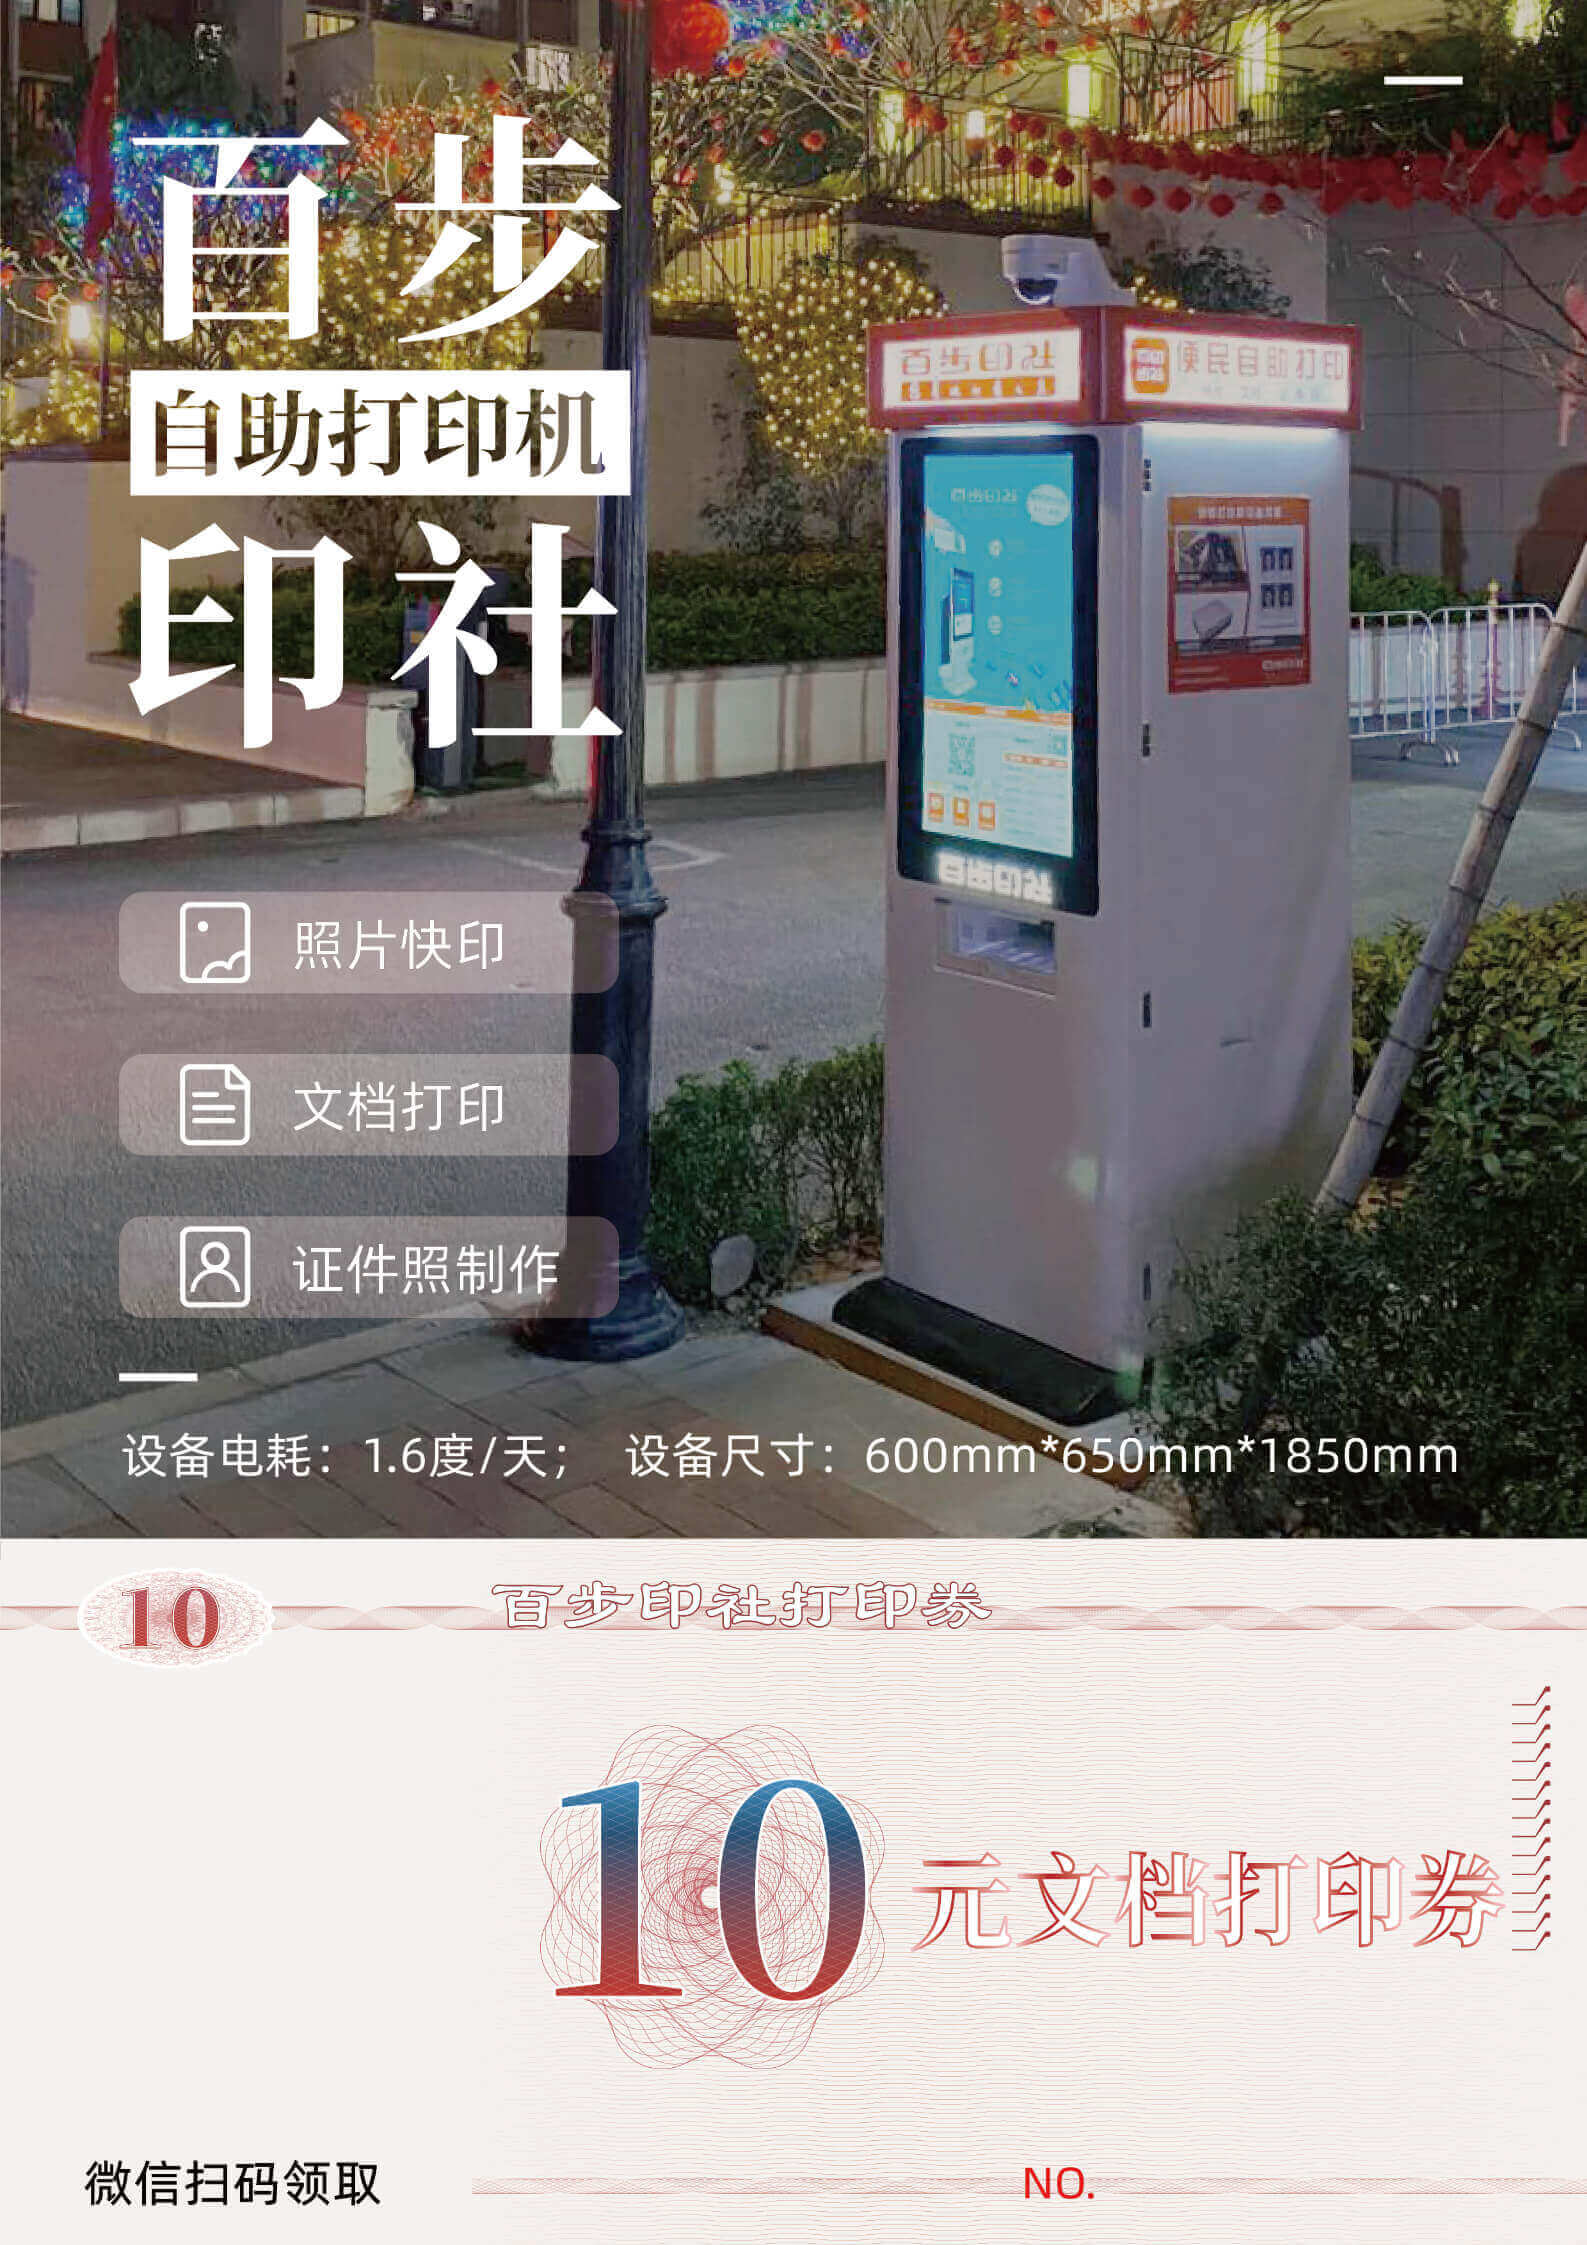 百步
自助打印机
印社
百步印社
便民自助打印
百步印社
照片快印
文档打印
证件照制作
设备电耗：1.6度/天； 设备尺寸：600mm*650mm*1850mm
10
百步印社打印券
10元文档打印券
微信扫码领取
NO.